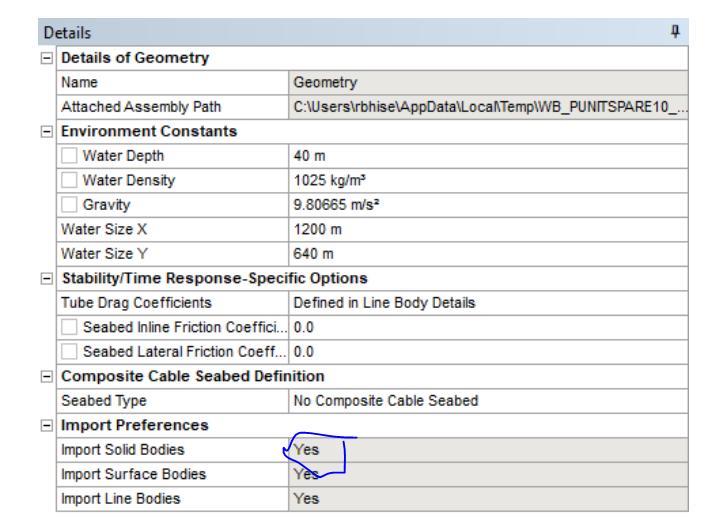 Details
Details of Geometry
Name Geometry
Attached Assembly Path C:\Users\rbhise\AppData\Local\Temp\WB_PUNITSPARE10_...
Environment Constants
Water Depth 40 m
Water Density 1025 kg/m³
Gravity 9.80665 m/s²
Water Size X 1200 m
Water Size Y 640 m
Stability/Time Response-Specific Options
Tube Drag Coefficients Defined in Line Body Details
Seabed Inline Friction Coeffici... 0.0
Seabed Lateral Friction Coeff... 0.0
Composite Cable Seabed Definition
Seabed Type No Composite Cable Seabed
Import Preferences
Import Solid Bodies Yes
Import Surface Bodies Yes
Import Line Bodies Yes